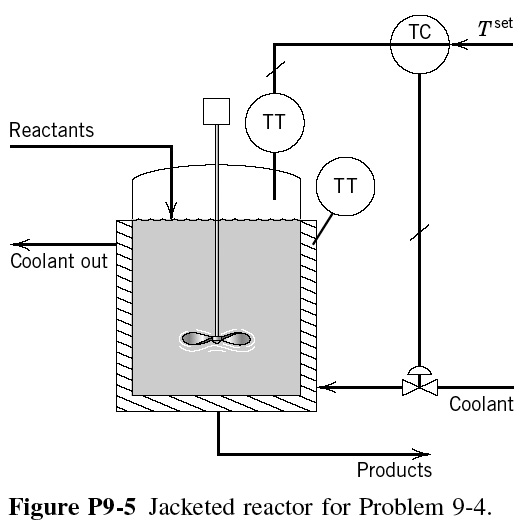 TC
T set
TT
Reactants
TT
Coolant out
Coolant
Products
Figure P9-5 Jacketed reactor for Problem 9-4.